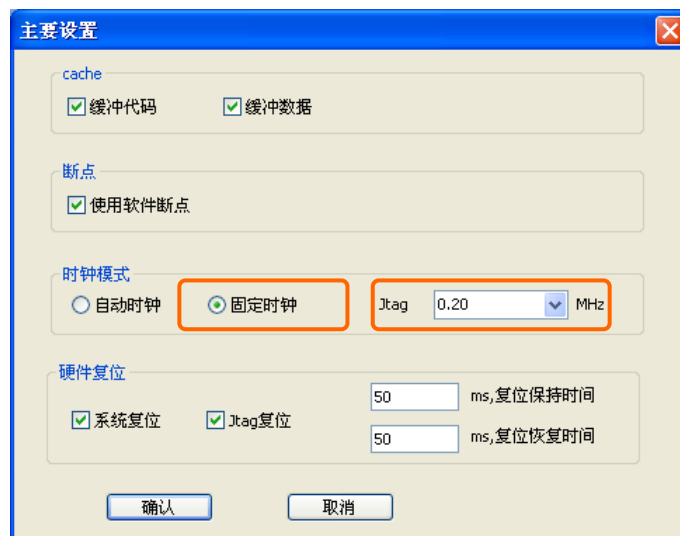 主要设置
cache
缓冲代码 缓冲数据
断点
使用软件断点
时钟模式
自动时钟 固定时钟 Jtag 0.20 MHz
硬件复位
系统复位 Jtag复位
50 ms,复位保持时间
50 ms,复位恢复时间
确认 取消